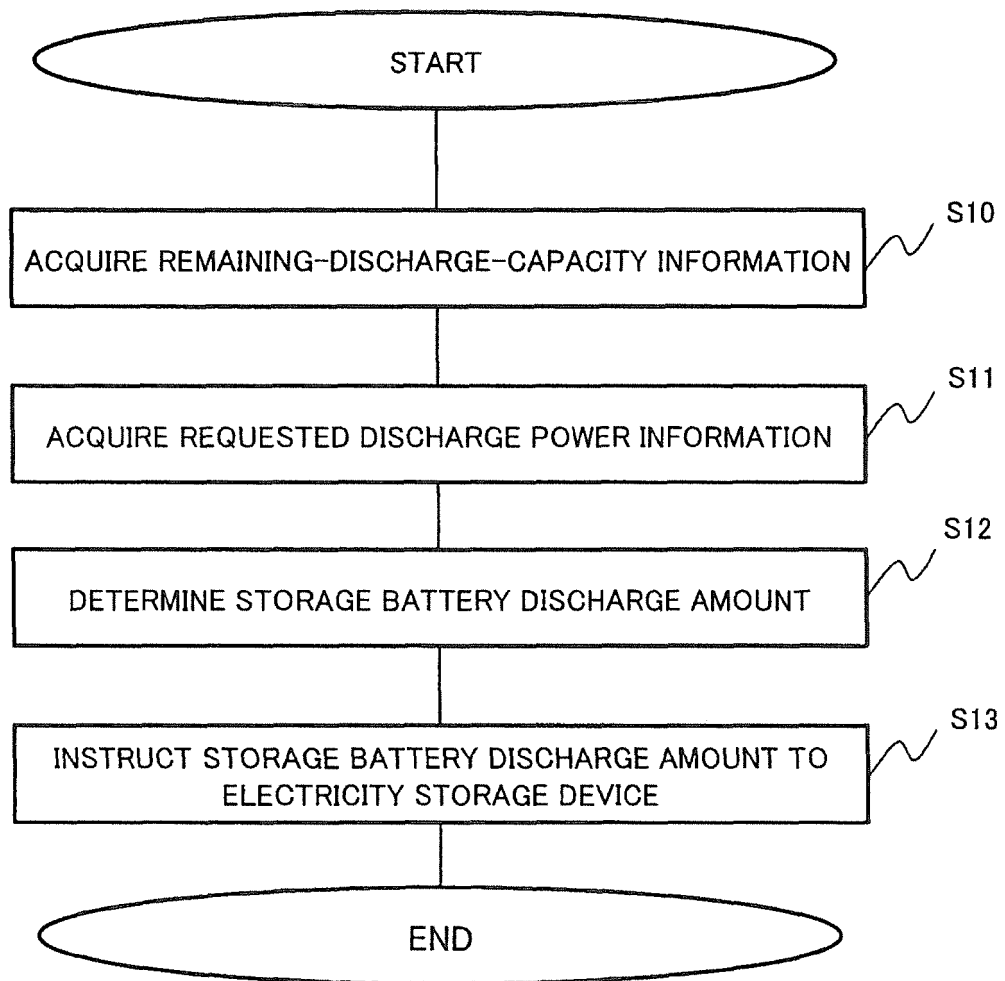 START
S10
ACQUIRE REMAINING-DISCHARGE-CAPACITY INFORMATION
S11
ACQUIRE REQUESTED DISCHARGE POWER INFORMATION
S12
DETERMINE STORAGE BATTERY DISCHARGE AMOUNT
S13
INSTRUCT STORAGE BATTERY DISCHARGE AMOUNT TO
ELECTRICITY STORAGE DEVICE
END